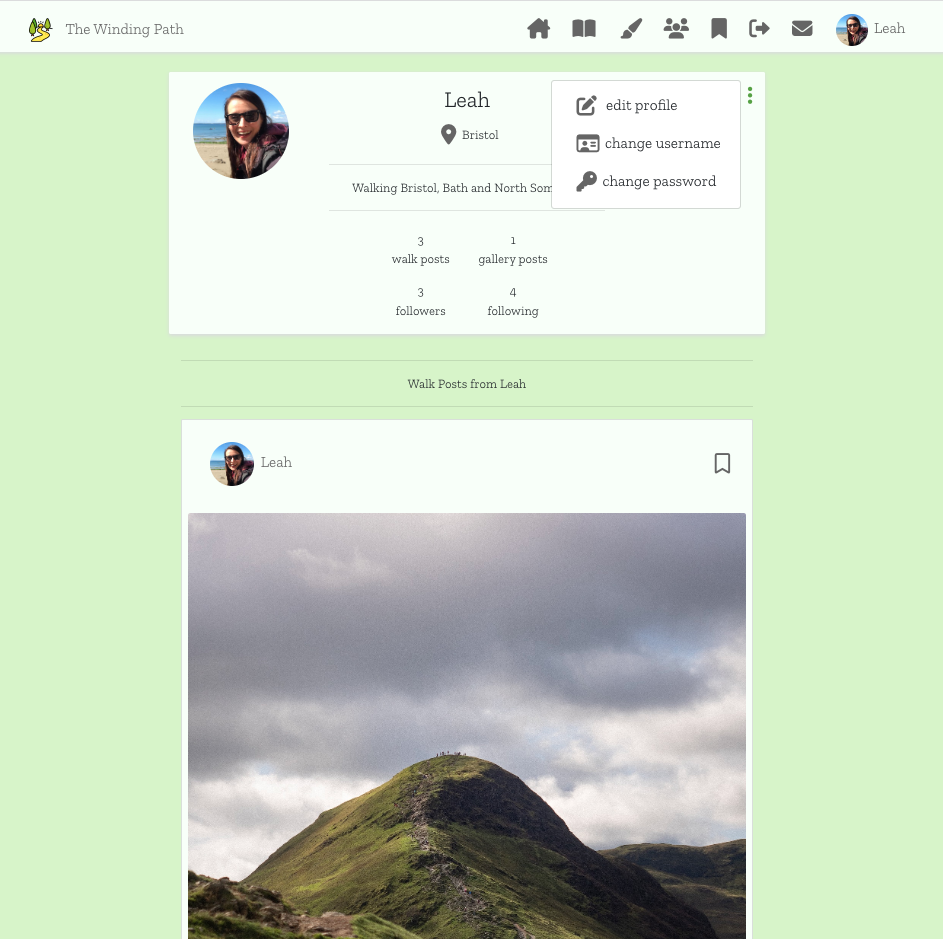 The Winding Path
Leah
Leah
Bristol
edit profile
change username
change password
Walking Bristol, Bath and North
3
walk posts
1
gallery posts
3
followers
4
following
Walk Posts from Leah
Leah